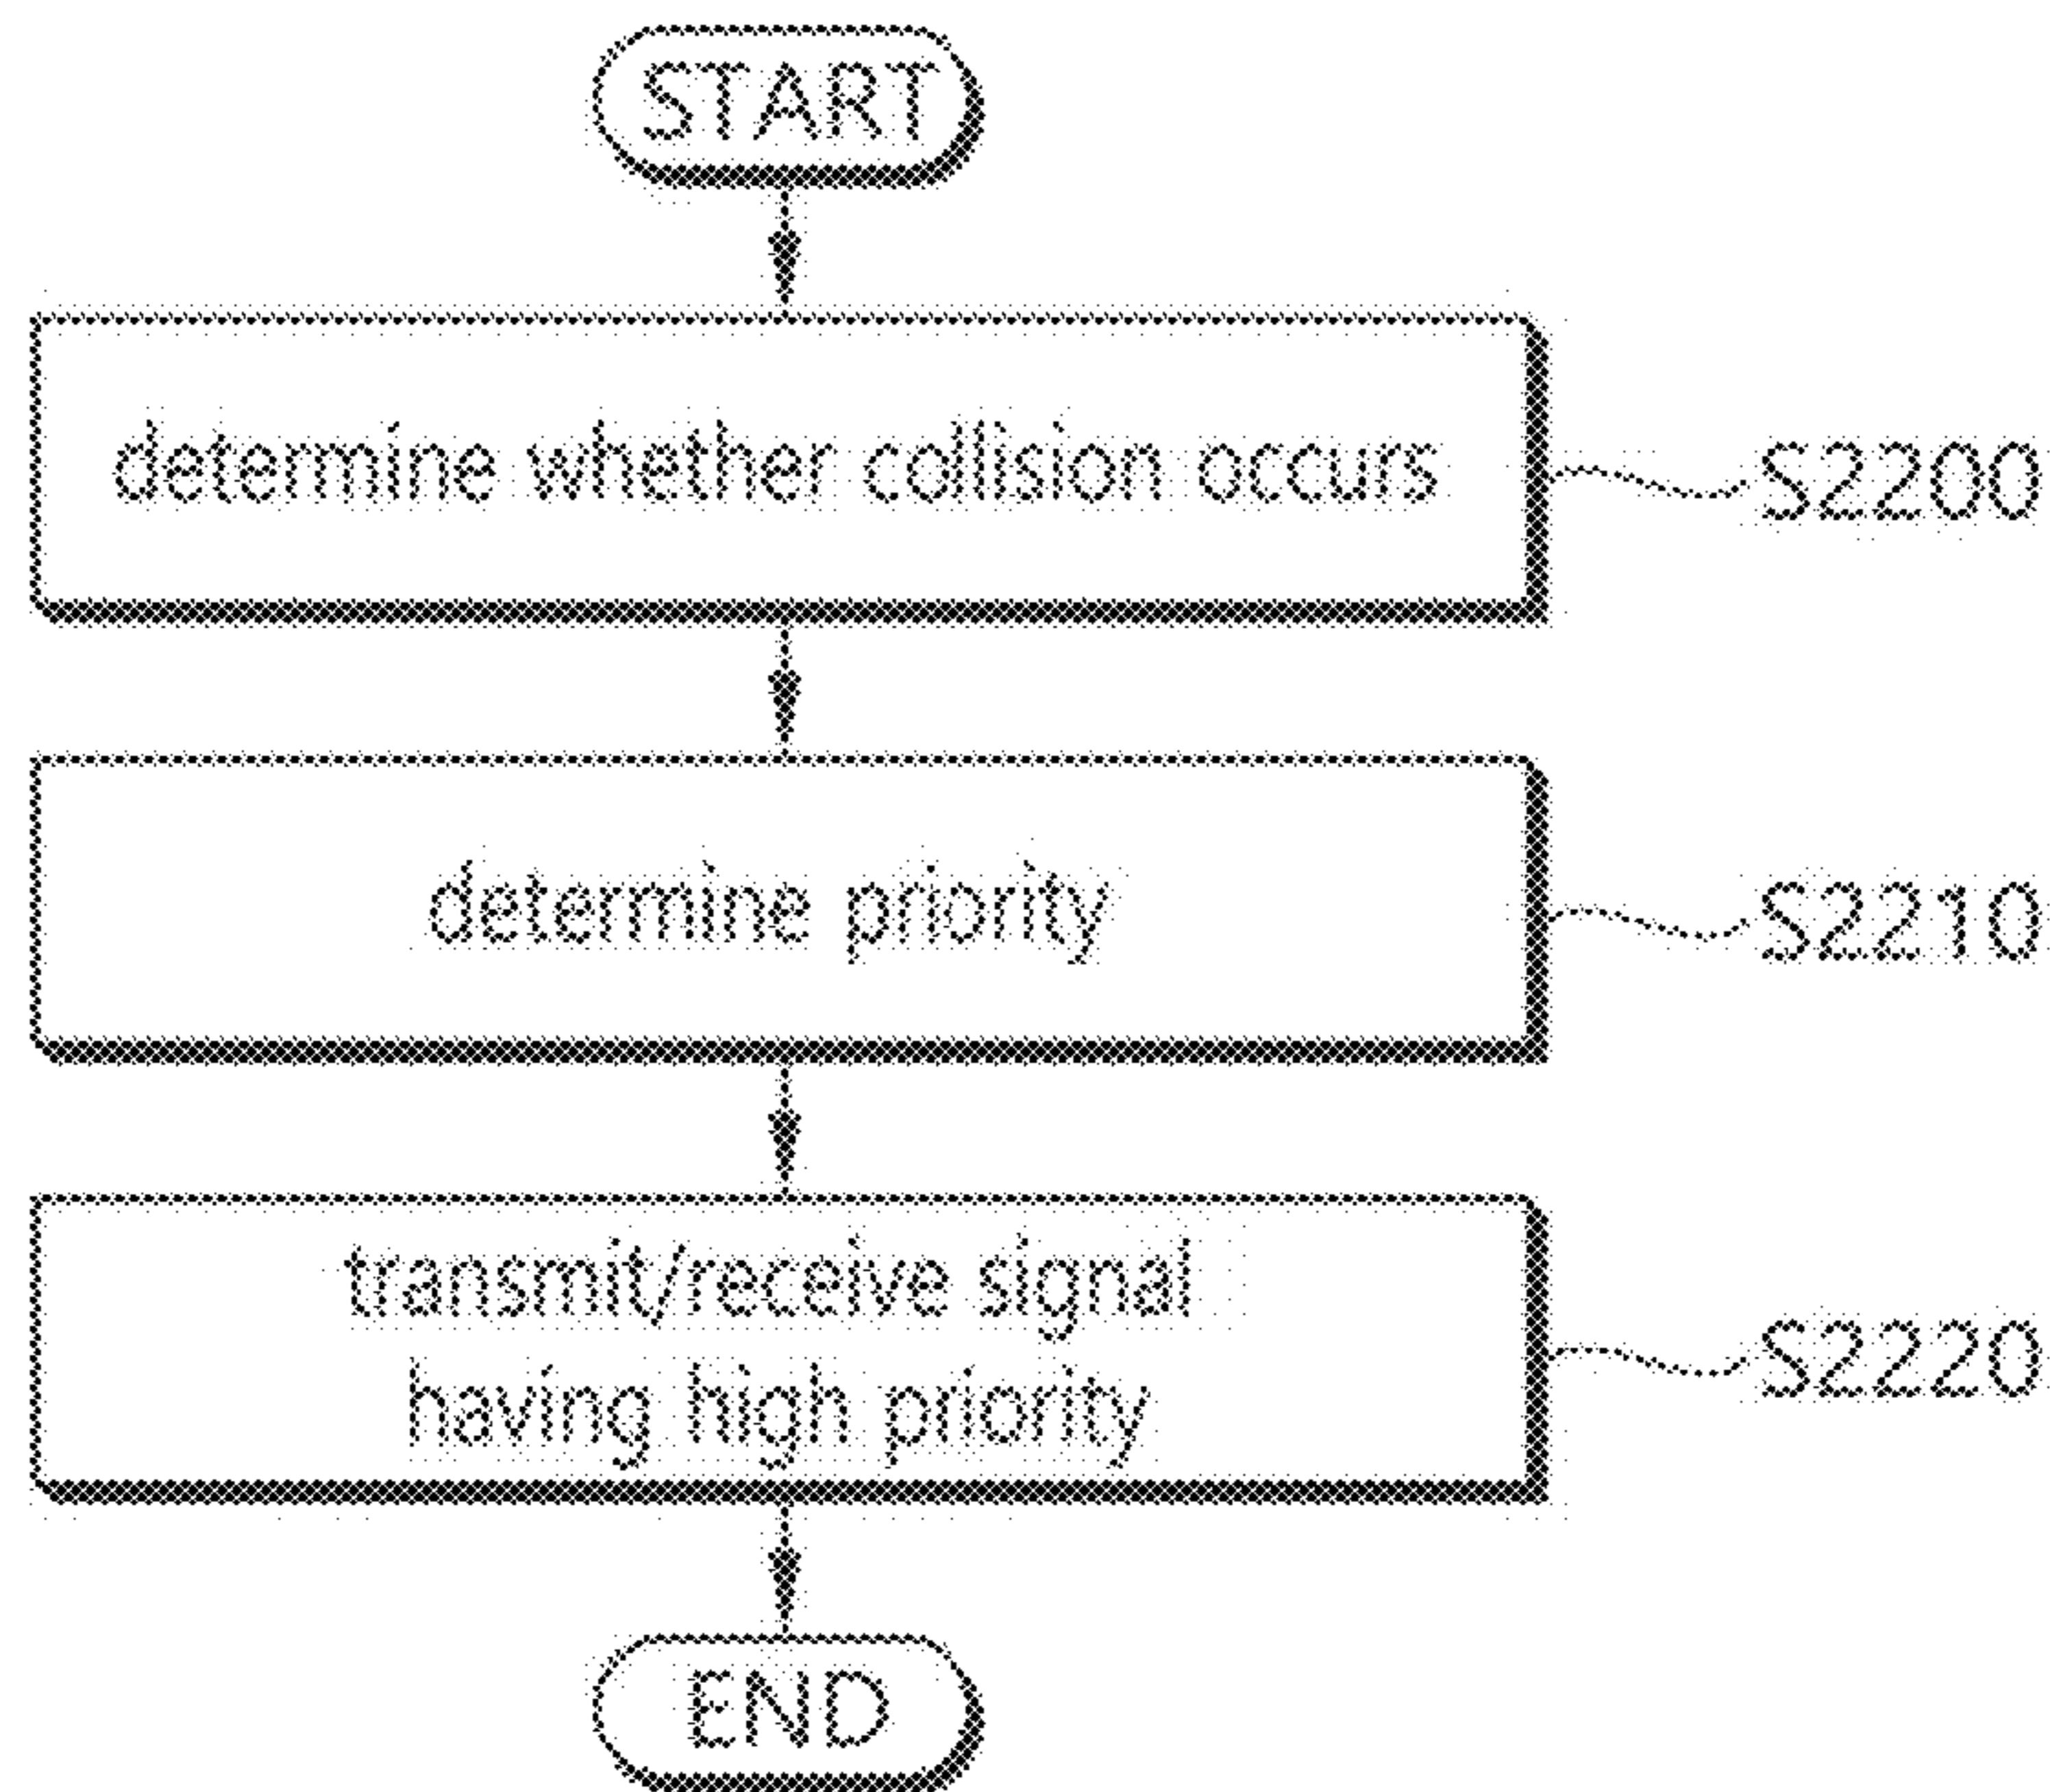 START
determine whether collision occurs
S2200
determine priority
S2210
transmit/receive signal
having high priority
S2220
END